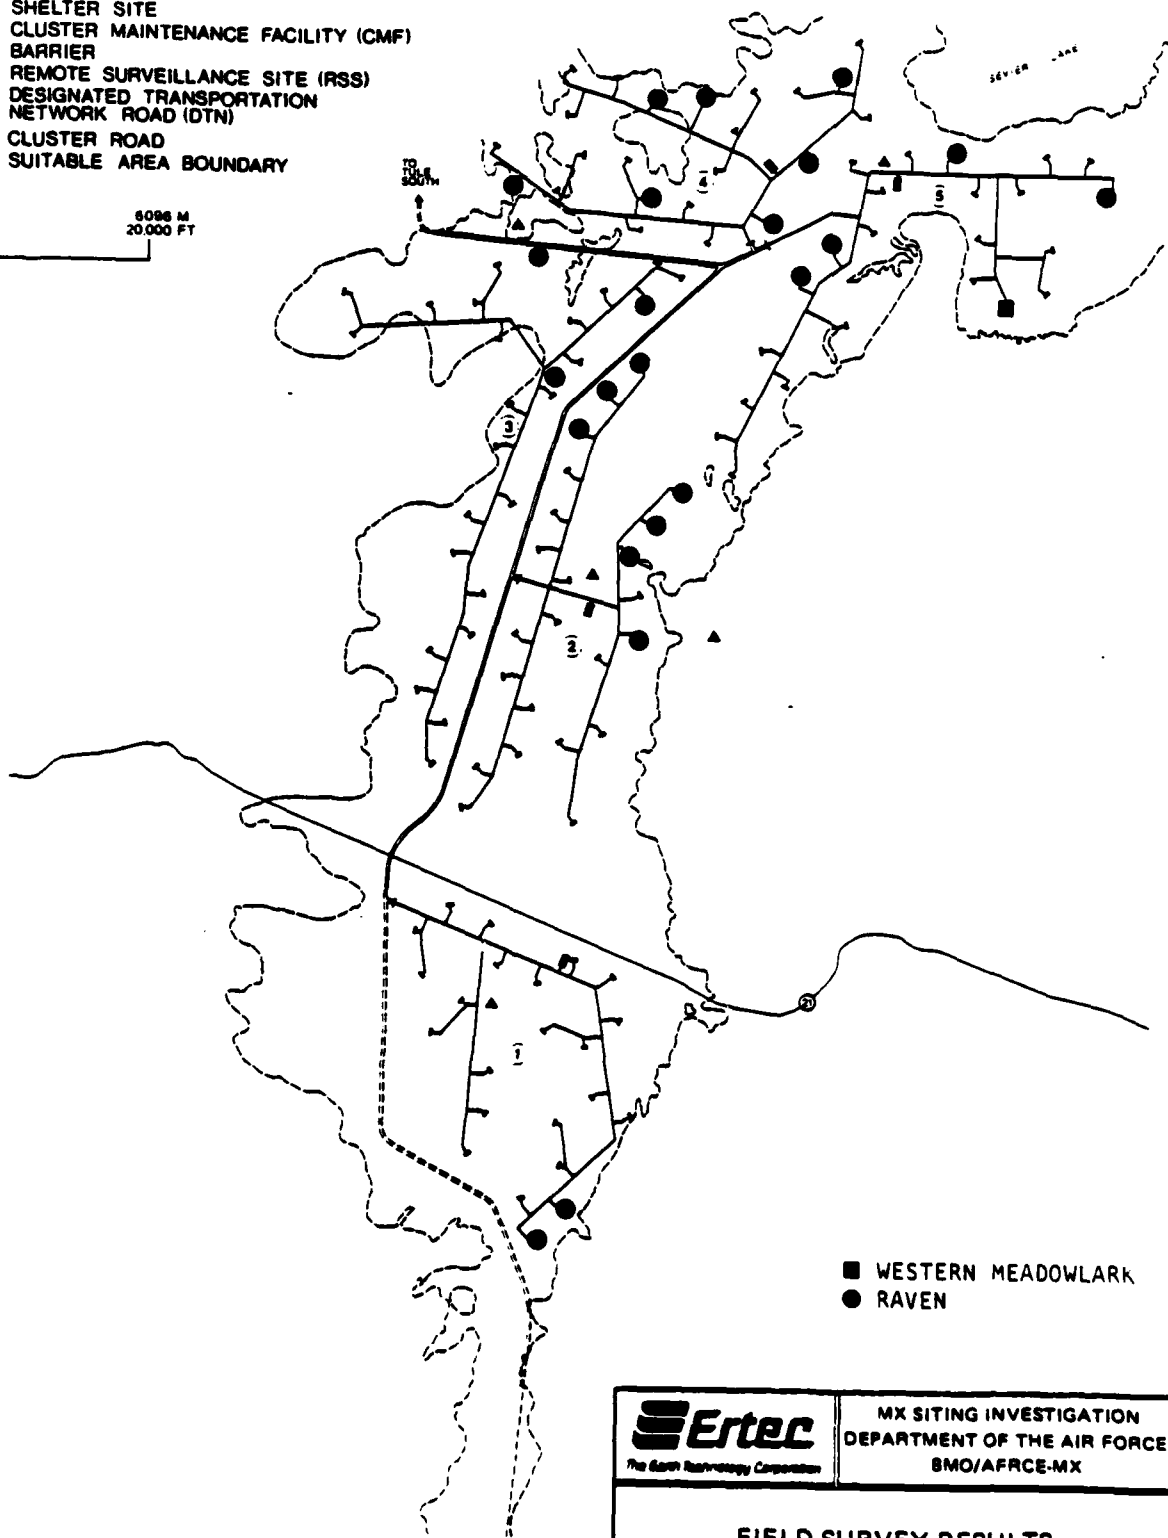 SHELTER SITE
CLUSTER MAINTENANCE FACILITY (CMF)
BARRIER
REMOTE SURVEILLANCE SITE (RSS)
DESIGNATED TRANSPORTATION
NETWORK ROAD (DTN)
CLUSTER ROAD
SUITABLE AREA BOUNDARY
6096 M
20,000 FT
TO
TULE
SOUTH
SEVIER LAKE
4
5
3
2
21
1
WESTERN MEADOWLARK
RAVEN
Ertec
The Earth Technology Corporation
MX SITING INVESTIGATION
DEPARTMENT OF THE AIR FORCE
BMO/AFRCE-MX
FIELD SURVEY RESULTS